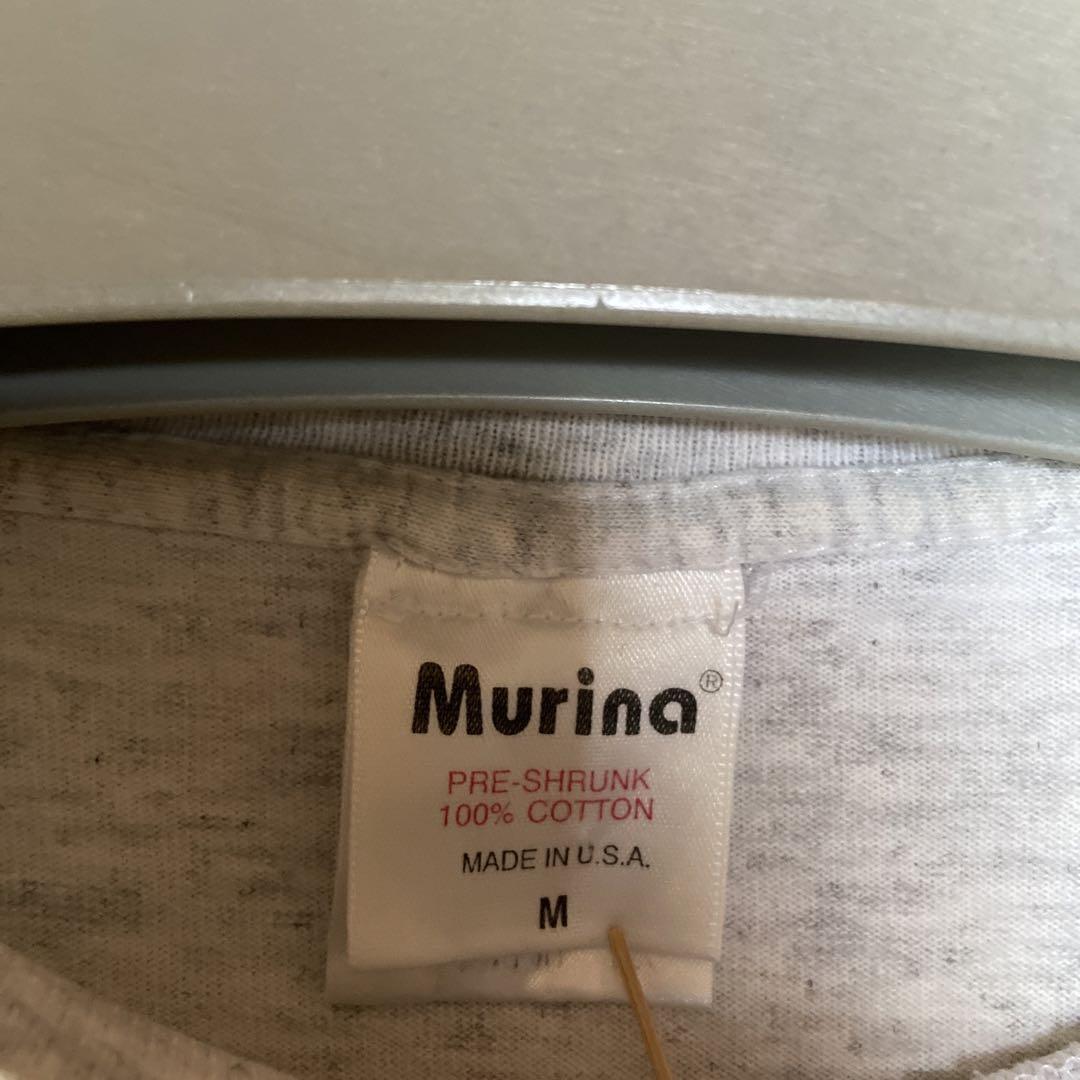 Murina®
PRE-SHRUNK
100% COTTON
MADE IN U.S.A.
M